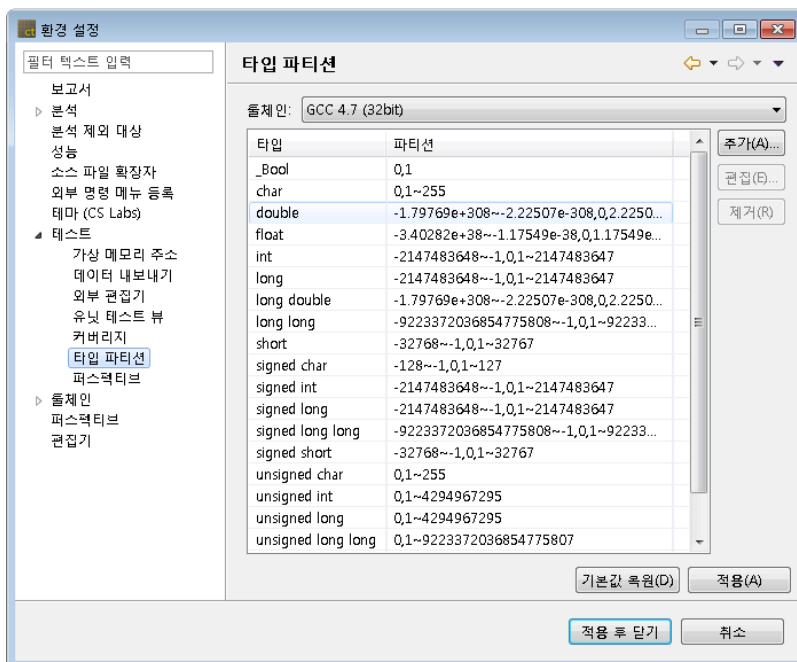 ct 환경 설정
필터 텍스트 입력
보고서
분석
분석 제외 대상
성능
소스 파일 확장자
외부 명령 메뉴 등록
테마 (CS Labs)
테스트
가상 메모리 주소
데이터 내보내기
외부 편집기
유닛 테스트 뷰
커버리지
타입 파티션
퍼스펙티브
툴체인
퍼스펙티브
편집기
타입 파티션
툴체인: GCC 4.7 (32bit)
타입 파티션
_Bool 0,1
char 0,1~255
double -1.79769e+308~-2.22507e-308,0,2.2250...
float -3.40282e+38~-1.17549e-38,0,1.17549e...
int -2147483648~-1,0,1~2147483647
long -2147483648~-1,0,1~2147483647
long double -1.79769e+308~-2.22507e-308,0,2.2250...
long long -9223372036854775808~-1,0,1~92233...
short -32768~-1,0,1~32767
signed char -128~-1,0,1~127
signed int -2147483648~-1,0,1~2147483647
signed long -2147483648~-1,0,1~2147483647
signed long long -9223372036854775808~-1,0,1~92233...
signed short -32768~-1,0,1~32767
unsigned char 0,1~255
unsigned int 0,1~4294967295
unsigned long 0,1~4294967295
unsigned long long 0,1~9223372036854775807
추가(A)...
편집(E)...
제거(R)
기본값 복원(D) 적용(A)
적용 후 닫기 취소